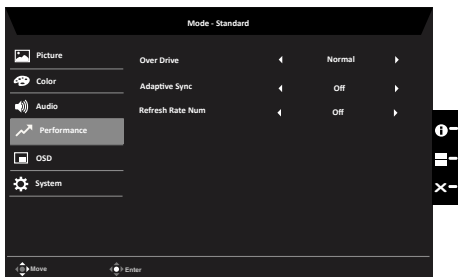 Mode - Standard
Picture
Over Drive Normal
Color
Adaptive Sync Off
Audio
Refresh Rate Num Off
Performance
OSD
System
Move Enter